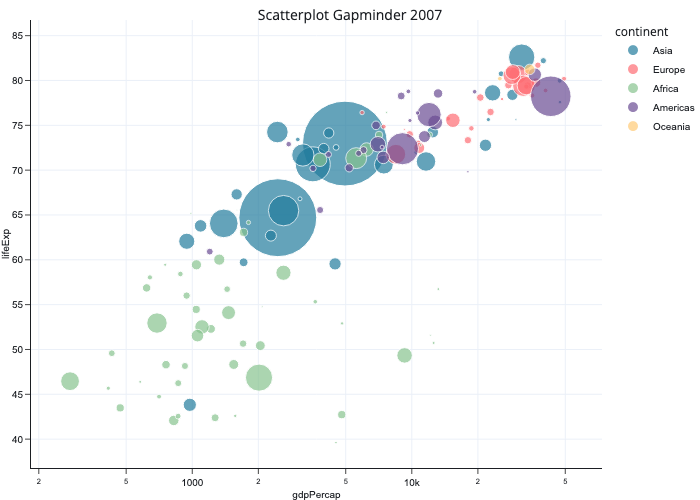 Scatterplot Gapminder 2007
continent
Asia
Europe
Africa
Americas
Oceania
lifeExp
85
80
75
70
65
60
55
50
45
40
2 5 1000 2 5 10k 2 5
gdpPercap